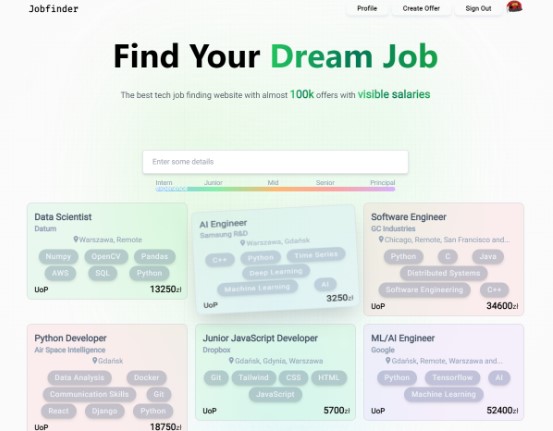 Jobfinder
Profile
Create Offer
Sign Out
Find Your Dream Job
The best tech job finding website with almost 100k offers with visible salaries
Enter some details
Intern Junior Mid Senior Principal
Data Scientist
Datum
Warszawa, Remote
Numpy OpenCV Pandas
AWS SQL Python
UoP 13250zł
AI Engineer
Samsung R&D
Warszawa, Gdańsk
C++ Python Time Series
Deep Learning
Machine Learning AI
UoP 3250zł
Software Engineer
GC Industries
Chicago, Remote, San Francisco and...
Python C Java
Distributed Systems
Software Engineering C++
UoP 34600zł
Python Developer
Air Space Intelligence
Gdańsk
Data Analysis Docker
Communication Skills Git
React Django Python
UoP 18750zł
Junior JavaScript Developer
Dropbox
Gdańsk, Gdynia, Warszawa
Git Tailwind CSS HTML
JavaScript
UoP 5700zł
ML/AI Engineer
Google
Gdańsk, Remote, Warszawa and...
Python Tensorflow AI
Machine Learning
UoP 52400zł